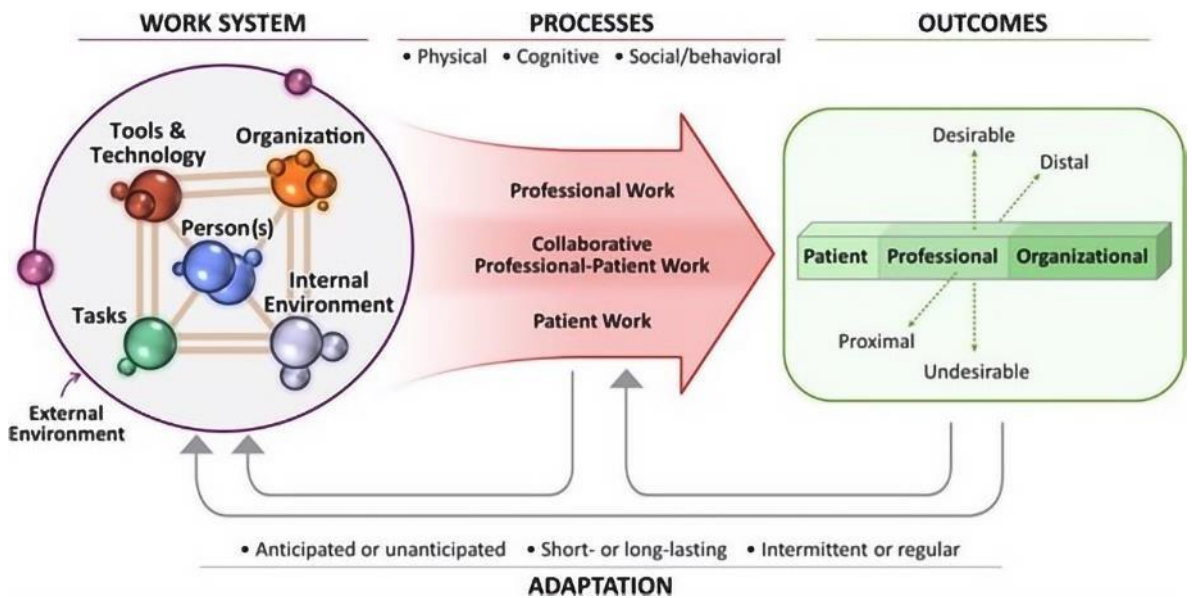 WORK SYSTEM
PROCESSES
OUTCOMES
• Physical • Cognitive • Social/behavioral
Tools &
Technology
Organization
Person(s)
Internal
Environment
Tasks
External
Environment
Professional Work
Collaborative
Professional-Patient Work
Patient Work
Desirable
Distal
Patient Professional Organizational
Proximal
Undesirable
• Anticipated or unanticipated • Short- or long-lasting • Intermittent or regular
ADAPTATION